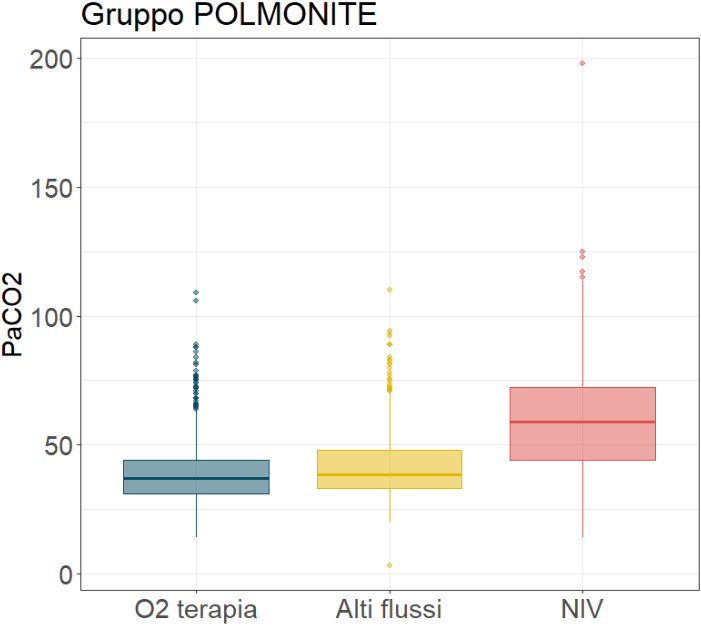 Gruppo POLMONITE
200
150
100
50
0
PaCO2
O2 terapia
Alti flussi
NIV